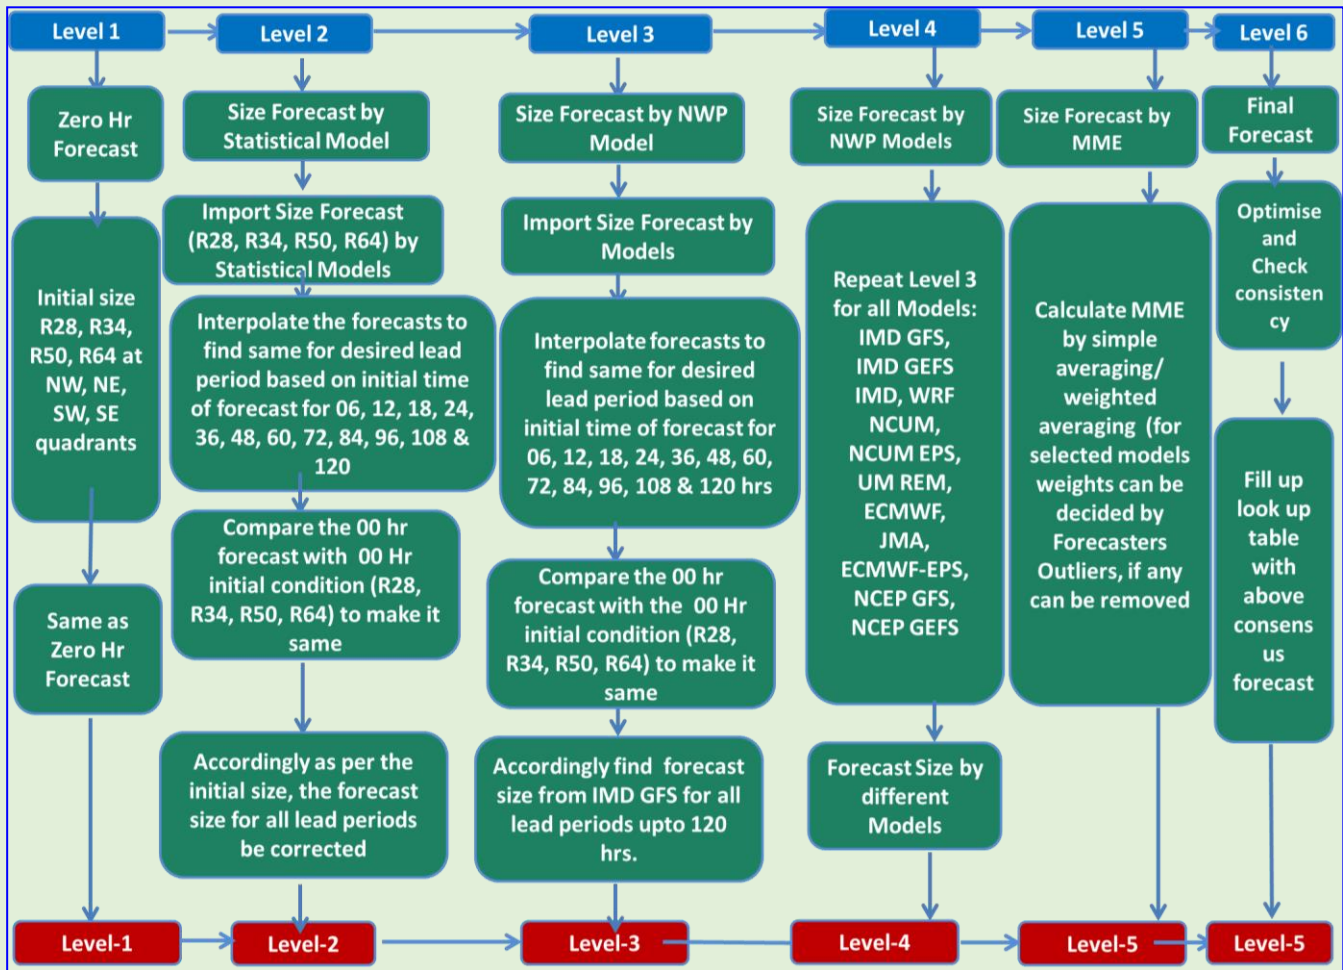 Level 1
Level 2
Level 3
Level 4
Level 5
Level 6
Zero Hr
Forecast
Initial size
R28, R34,
R50, R64 at
NW, NE,
SW, SE
quadrants
Same as
Zero Hr
Forecast
Level-1
Size Forecast by
Statistical Model
Import Size Forecast
(R28, R34, R50, R64) by
Statistical Models
Interpolate the forecasts to
find same for desired lead
period based on initial time
of forecast for 06, 12, 18, 24,
36, 48, 60, 72, 84, 96, 108 &
120
Compare the 00 hr
forecast with 00 Hr
initial condition (R28,
R34, R50, R64) to make it
same
Accordingly as per the
initial size, the forecast
size for all lead periods
be corrected
Level-2
Size Forecast by NWP
Model
Import Size Forecast by
Models
Interpolate forecasts to
find same for desired
lead period based on
initial time of forecast for
06, 12, 18, 24, 36, 48, 60,
72, 84, 96, 108 & 120 hrs
Compare the 00 hr
forecast with the 00 Hr
initial condition (R28,
R34, R50, R64) to make it
same
Accordingly find forecast
size from IMD GFS for all
lead periods upto 120
hrs.
Level-3
Size Forecast by
NWP Models
Repeat Level 3
for all Models:
IMD GFS,
IMD GEFS
IMD, WRF
NCUM,
NCUM EPS,
UM REM,
ECMWF,
JMA,
ECMWF-EPS,
NCEP GFS,
NCEP GEFS
Forecast Size by
different
Models
Level-4
Size Forecast by
MME
Calculate MME
by simple
averaging/
weighted
averaging (for
selected models
weights can be
decided by
Forecasters
Outliers, if any
can be removed
Level-5
Final
Forecast
Optimise
and
Check
consisten
cy
Fill up
look up
table
with
above
consens
us
forecast
Level-5